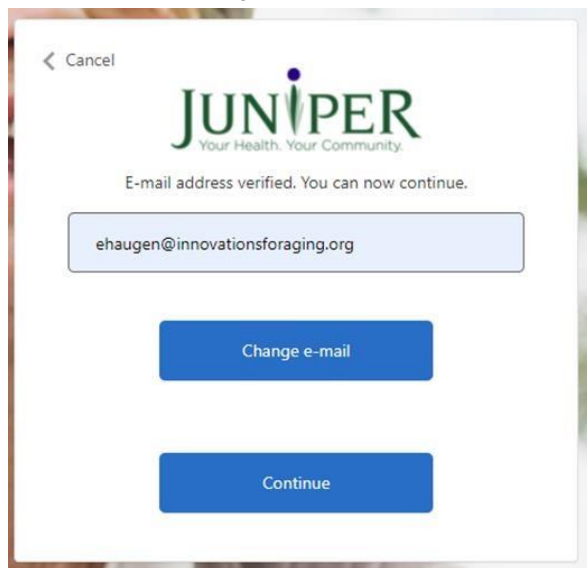 Cancel
JUNIPER
Your Health. Your Community.
E-mail address verified. You can now continue.
ehaugen@innovationsforaging.org
Change e-mail
Continue